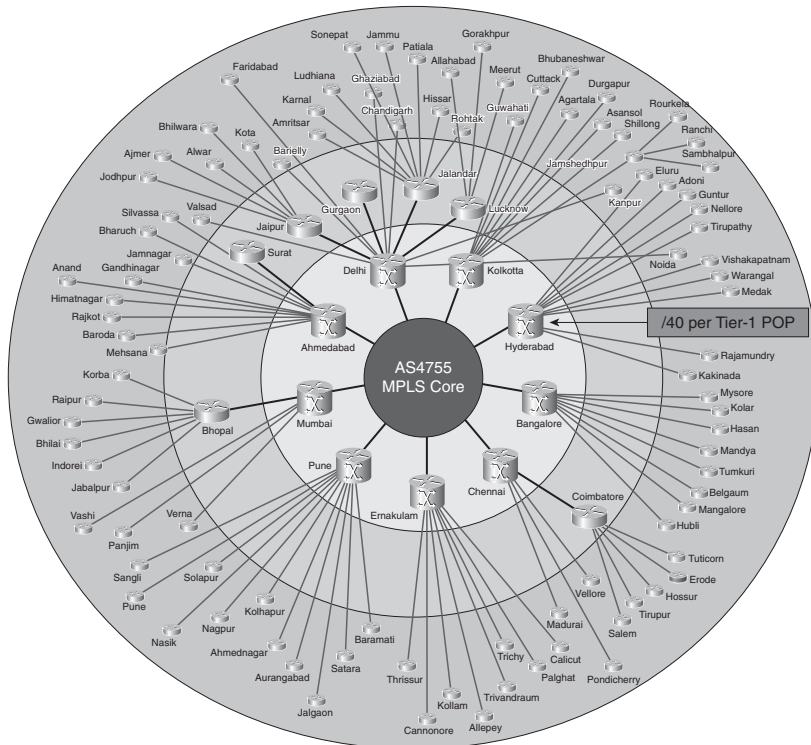 Gorakhpur
Sonepat
Jammu
Patiala
Bhubaneshwar
Faridabad
Ghaziabad
Allahabad
Meerut
Cuttack
Durgapur
Ludhiana
Chandigarh
Hissar
Guwahati
Agartala
Asansol
Rourkela
Karnal
Rohtak
Shillong
Ranchi
Bhilwara
Kota
Amritsar
Jamshedhpur
Sambhalpur
Ajmer
Alwar
Barielly
Jalandar
Eluru
Adoni
Jodhpur
Gurgaon
Lucknow
Kanpur
Guntur
Silvassa
Valsad
Jaipur
Nellore
Bharuch
Surat
Tirupathy
Jamnagar
Delhi
Kolkotta
Noida
Vishakapatnam
Anand
Gandhinagar
Warangal
Himatnagar
Medak
Rajkot
/40 per Tier-1 POP
Baroda
Ahmedabad
Hyderabad
Mehsana
AS4755
MPLS Core
Rajamundry
Korba
Kakinada
Raipur
Mysore
Gwalior
Mumbai
Bangalore
Kolar
Bhilai
Bhopal
Hasan
Indorei
Pune
Chennai
Mandya
Jabalpur
Tumkuri
Vashi
Verna
Ernakulam
Coimbatore
Belgaum
Panjim
Mangalore
Hubli
Sangli
Solapur
Tuticorn
Pune
Vellore
Erode
Kolhapur
Hossur
Nasik
Nagpur
Baramati
Madurai
Tirupur
Ahmednagar
Salem
Aurangabad
Satara
Thrissur
Trichy
Calicut
Jalgaon
Palghat
Pondicherry
Kollam
Trivandraum
Cannonore
Allepey